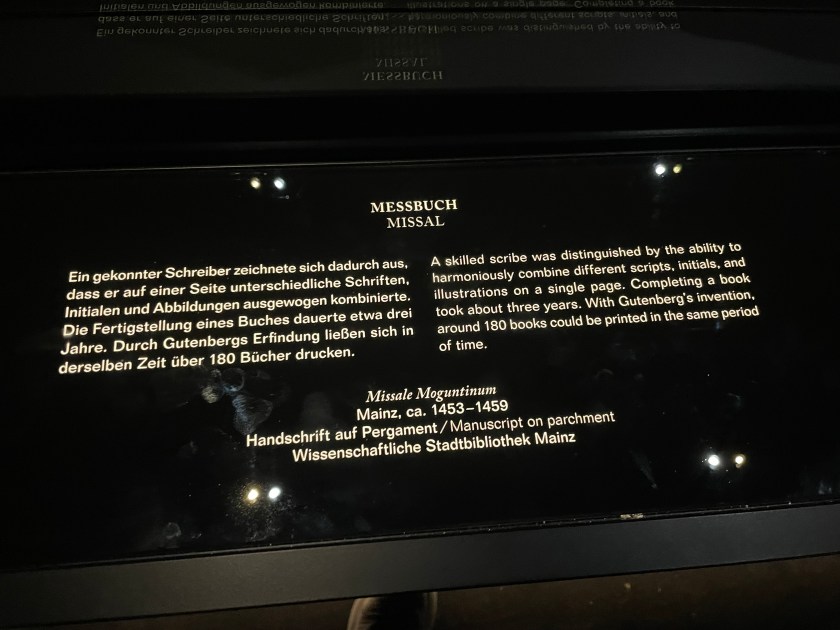 MESSBUCH
MISSAL
Ein gekonnter Schreiber zeichnete sich dadurch aus,
dass er auf einer Seite unterschiedliche Schriften,
Initialen und Abbildungen ausgewogen kombinierte.
Die Fertigstellung eines Buches dauerte etwa drei
Jahre. Durch Gutenbergs Erfindung ließen sich in
derselben Zeit über 180 Bücher drucken.
A skilled scribe was distinguished by the ability to
harmoniously combine different scripts, initials, and
illustrations on a single page. Completing a book
took about three years. With Gutenberg's invention,
around 180 books could be printed in the same period
of time.
Missale Moguntinum
Mainz, ca. 1453–1459
Handschrift auf Pergament / Manuscript on parchment
Wissenschaftliche Stadtbibliothek Mainz